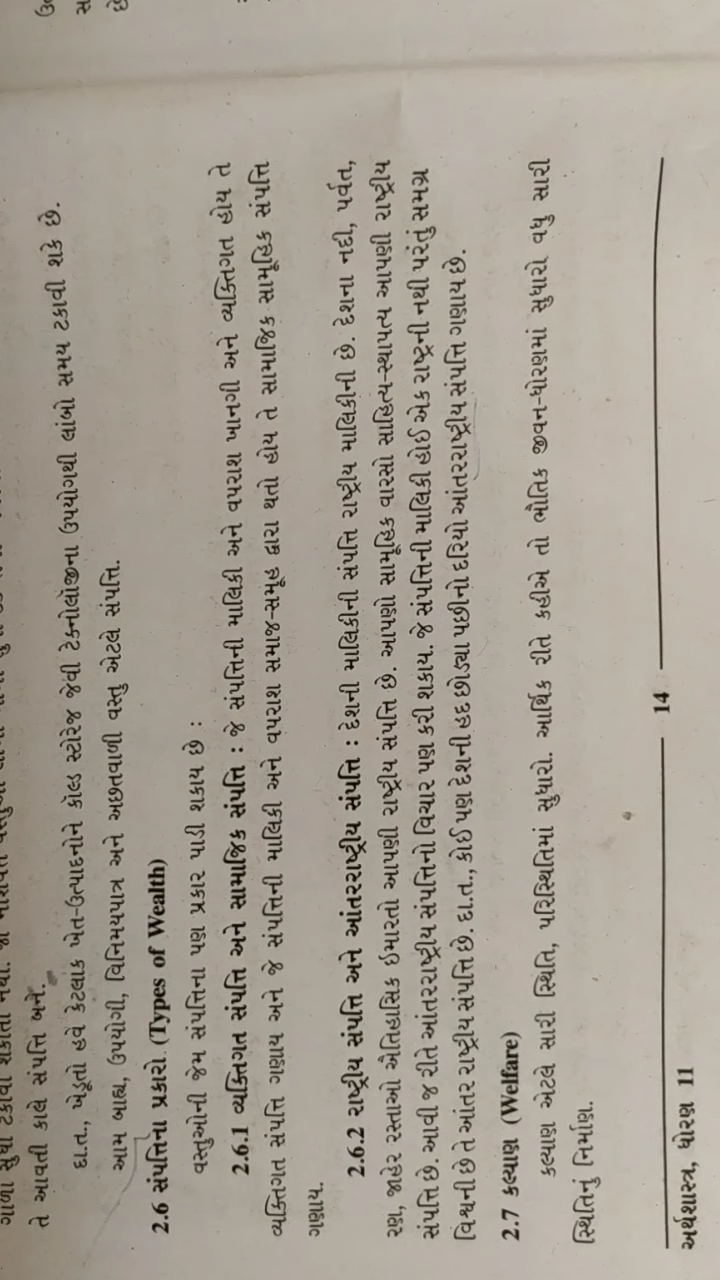 તે આવતી કાલે સંપત્તિ બને.
દા.ત., ખેડૂતો હવે કેટલાંક ખેત-ઉત્પાદનોને કોલ્ડ સ્ટોરેજ જેવી ટેક્નોલૉજીના ઉપયોગથી લાંબો સમય ટકાવી શકે છે.
આમ બાહ્ય, ઉપયોગી, વિનિમયપાત્ર અને અછતવાળી વસ્તુ એટલે સંપત્તિ.
2.6 સંપત્તિના પ્રકારો. (Types of Wealth)
વસ્તુઓની જેમ સંપત્તિના પણ પ્રકાર પાડી શકાય છે :
2.6.1 વ્યક્તિગત સંપત્તિ અને સામાજિક સંપત્તિ : જે સંપત્તિની માલિકી અને વપરાશ ખાનગી અને વ્યક્તિગત હોય તે
વ્યક્તિગત સંપત્તિ ગણાય અને જે સંપત્તિની માલિકી અને વપરાશ સમાજ-સમૂહ દ્વારા થતો હોય તે સામાજિક સામૂહિક સંપત્તિ
ગણાય.
2.6.2 રાષ્ટ્રીય સંપત્તિ અને આંતરરાષ્ટ્રીય સંપત્તિ : દેશની માલિકીની સંપત્તિ રાષ્ટ્રીય માલિકીની છે. દેશના નદી, પર્વત,
રણ, જાહેર રસ્તાઓ ઐતિહાસિક ઈમારતો આપણી રાષ્ટ્રીય સંપત્તિ છે. આપણો સામૂહિક વારસો સાહિત્ય-સ્થાપત્ય આપણી રાષ્ટ્રીય
સંપત્તિ છે. આવી જ રીતે આંતરરાષ્ટ્રીય સંપત્તિનો વિચાર પણ કરી શકાય. જે સંપત્તિની માલિકી હોઈ એક રાષ્ટ્રની નથી પરંતું સમગ્ર
વિશ્વની છે તે આંતર રાષ્ટ્રીય સંપત્તિ છે. દા.ત., કોઈ પણ દેશની હદ છોડ્યા પછીનો દરિયો આંતરરાષ્ટ્રીય સંપત્તિ ગણાય છે.
2.7 કલ્યાણ (Welfare)
કલ્યાણ એટલે સારી સ્થિતિ, પરિસ્થિતિમાં સુધારો. આર્થિક રીતે કહીએ તો ભૌતિક જીવન-ધોરણમાં સુધારો વધુ સારી
સ્થિતિનું નિર્માણ.
અર્થશાસ્ત્ર, ધોરણ 11
14